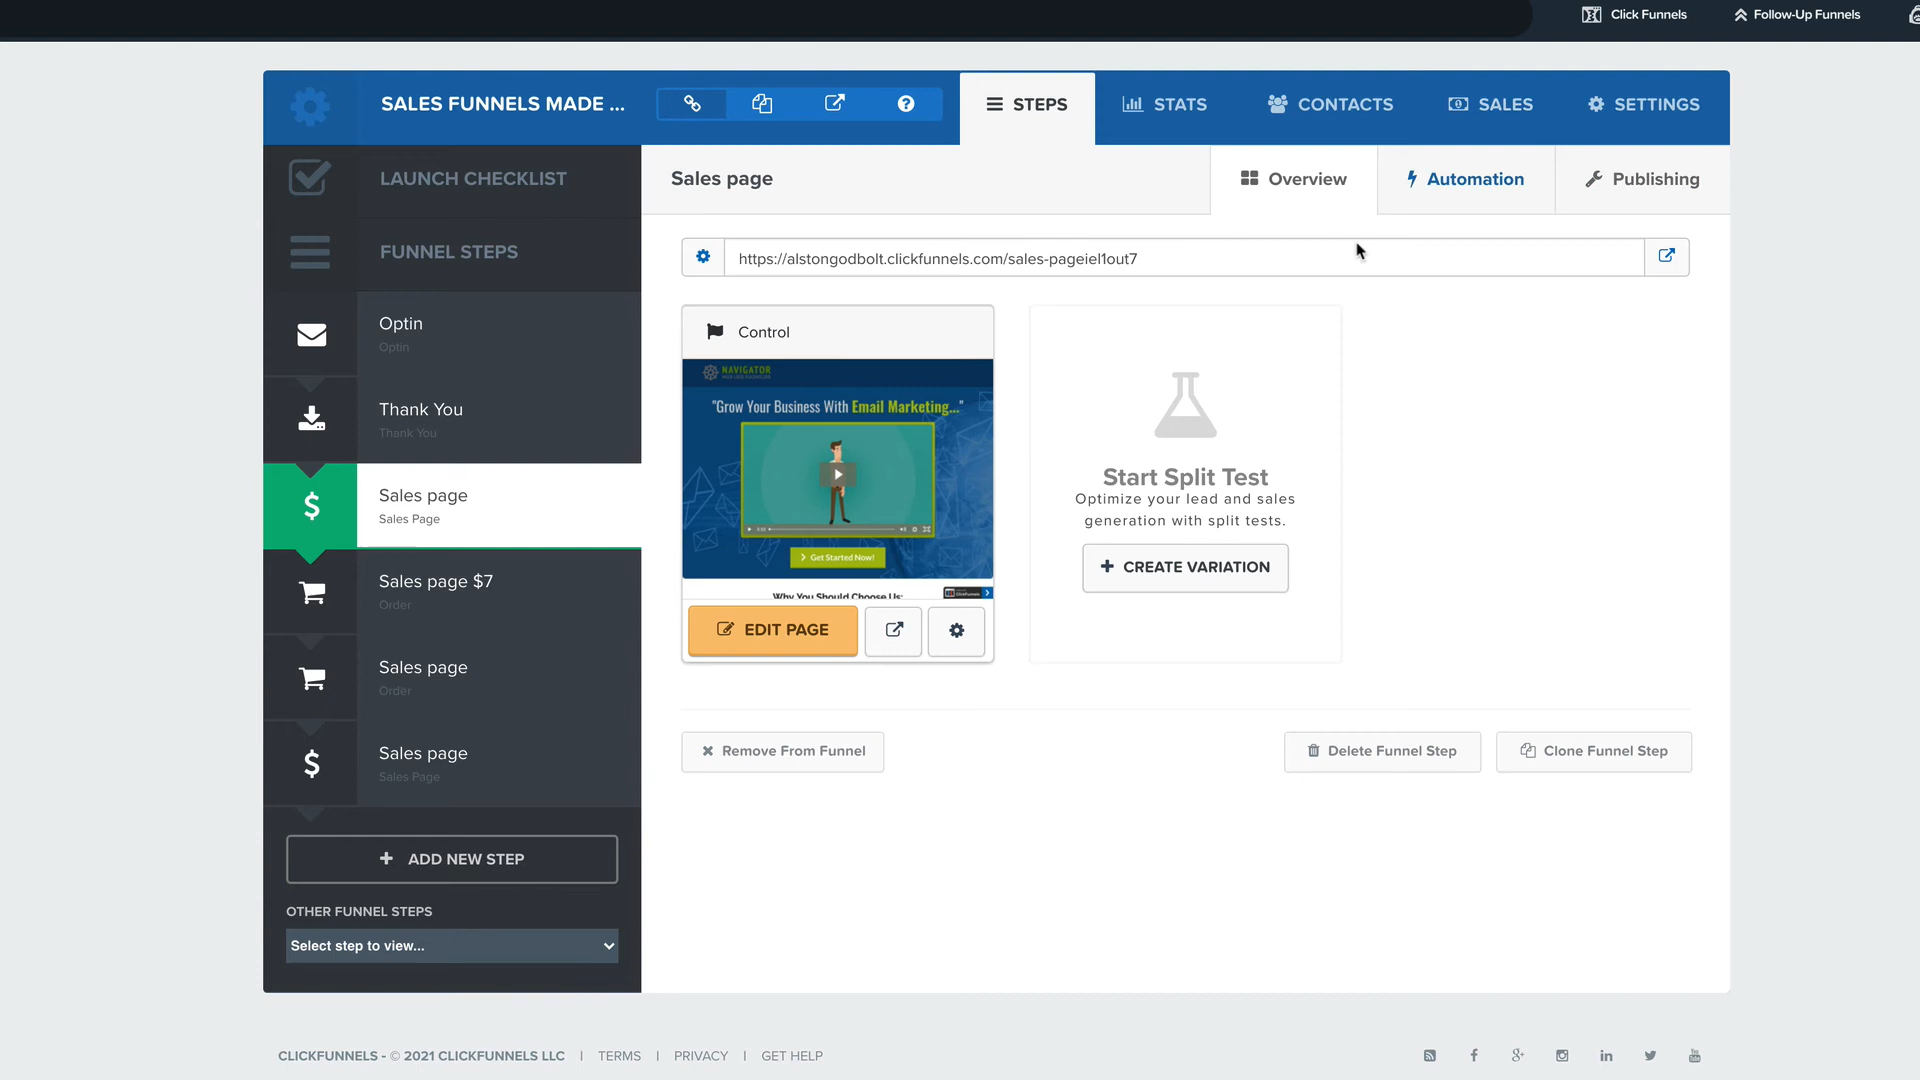 Click Funnels
Follow-Up Funnels
SALES FUNNELS MADE ...
STEPS
STATS
CONTACTS
SALES
SETTINGS
LAUNCH CHECKLIST
Sales page
Overview
Automation
Publishing
FUNNEL STEPS
https://alstongodbolt.clickfunnels.com/sales-pageiel1out7
Optin
Optin
Control
NAVIGATOR
"Grow Your Business With Email Marketing..."
Get Started Now!
Why You Should Choose Us:
EDIT PAGE
Start Split Test
Optimize your lead and sales
generation with split tests.
CREATE VARIATION
Thank You
Thank You
Sales page
Sales Page
Sales page $7
Order
Sales page
Order
Sales page
Sales Page
Remove From Funnel
Delete Funnel Step
Clone Funnel Step
ADD NEW STEP
OTHER FUNNEL STEPS
Select step to view...
CLICKFUNNELS - © 2021 CLICKFUNNELS LLC | TERMS | PRIVACY | GET HELP